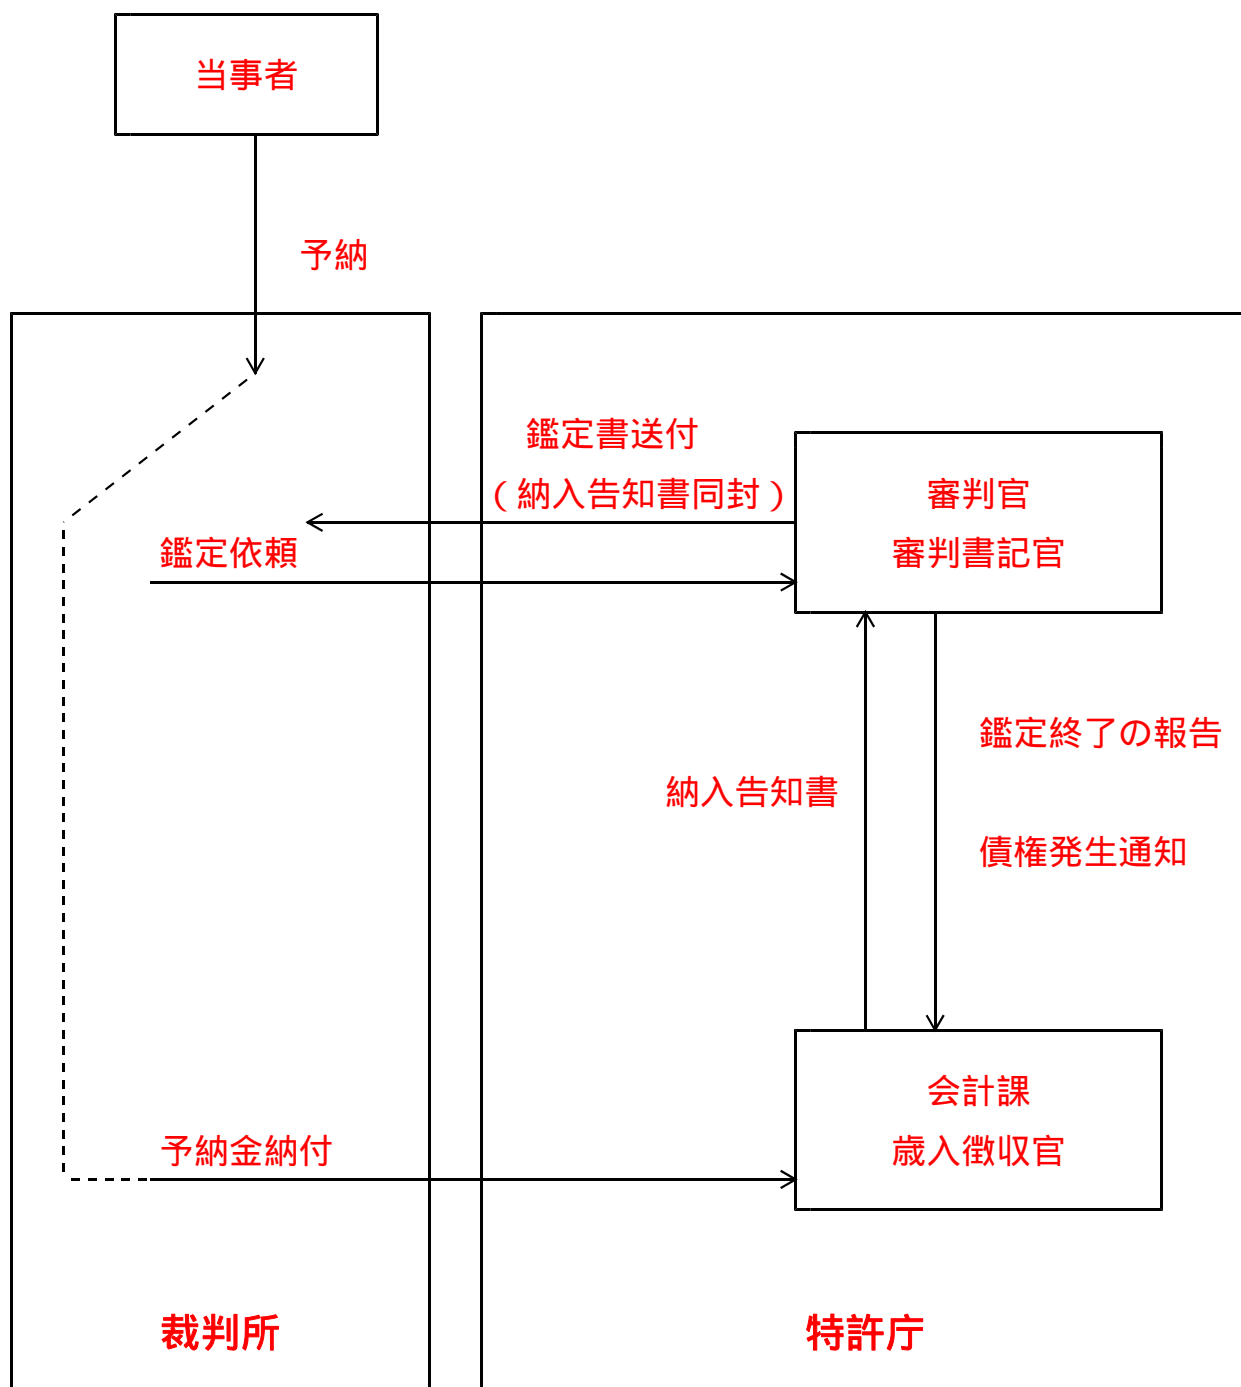 当事者
予納
鑑定書送付
（納入告知書同封）
審判官
審判書記官
鑑定依頼
鑑定終了の報告
納入告知書
債権発生通知
会計課
歳入徴収官
予納金納付
裁判所
特許庁